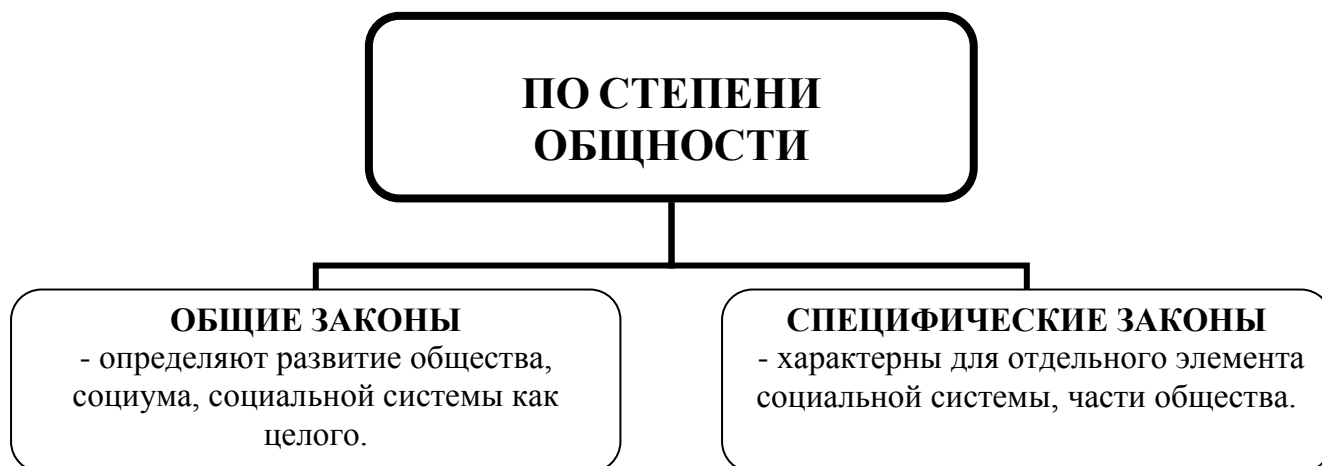 ПО СТЕПЕНИ
ОБЩНОСТИ
ОБЩИЕ ЗАКОНЫ
- определяют развитие общества,
социума, социальной системы как
целого.
СПЕЦИФИЧЕСКИЕ ЗАКОНЫ
- характерны для отдельного элемента
социальной системы, части общества.